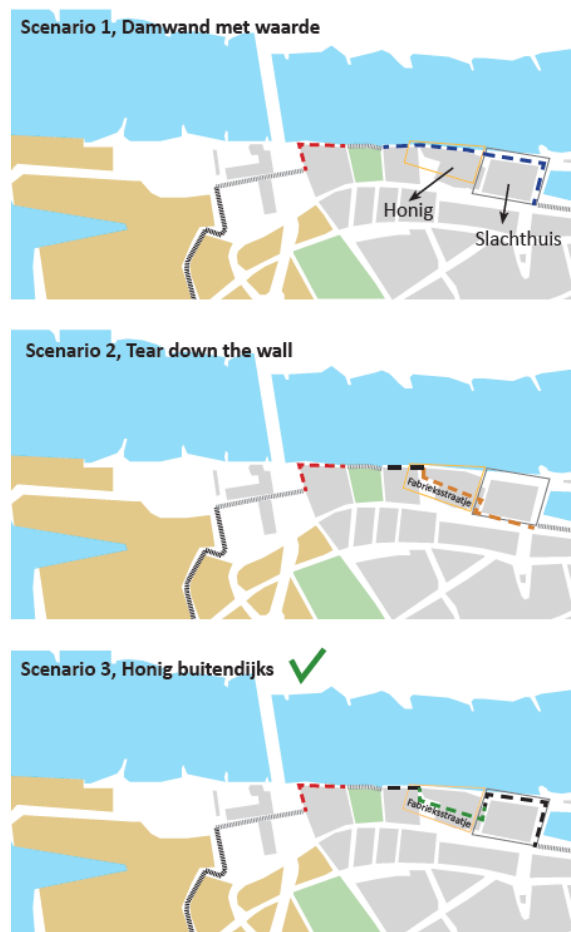 Scenario 1, Damwand met waarde
Honig
Slachthuis
Scenario 2, Tear down the wall
Fabrieksstraatje
Scenario 3, Honig buitendijks
Fabrieksstraatje